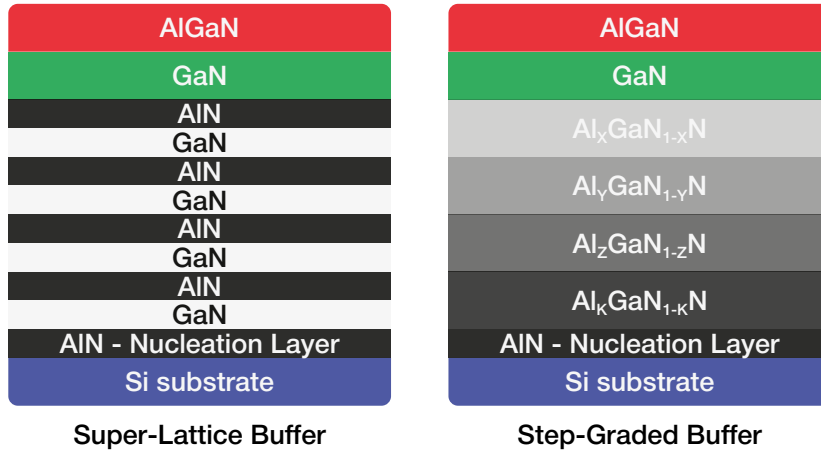 AlGaN
GaN
AlN
GaN
AlN
GaN
AlN
GaN
AlN
GaN
AlN - Nucleation Layer
Si substrate
Super-Lattice Buffer
AlGaN
GaN
AlₓGaN₁₋ₓN
AlYGaN1-YN
AlZGaN1-ZN
AlKGaN1-KN
AlN - Nucleation Layer
Si substrate
Step-Graded Buffer